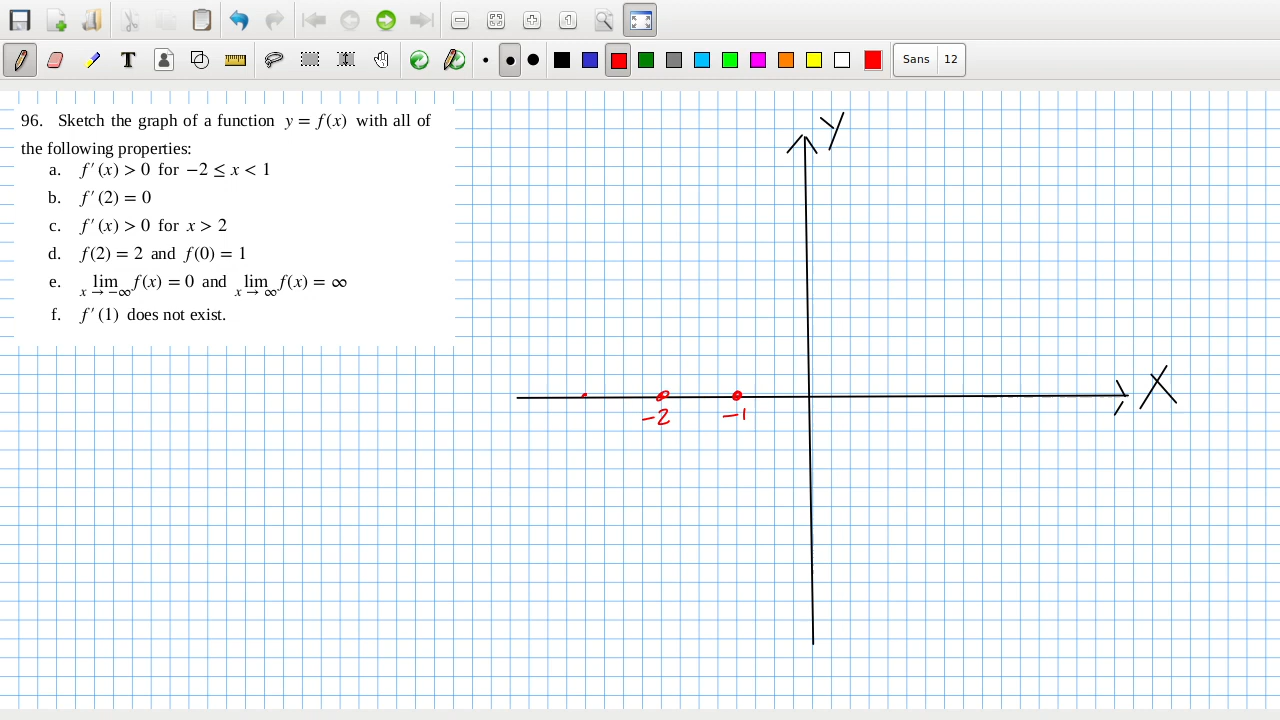 Sans 12
96. Sketch the graph of a function y = f(x) with all of
the following properties:
a. f′(x) > 0 for −2 ≤ x < 1
b. f′(2) = 0
c. f′(x) > 0 for x > 2
d. f(2) = 2 and f(0) = 1
e. lim x → −∞ f(x) = 0 and lim x → ∞ f(x) = ∞
f. f′(1) does not exist.
Y
X
-2 -1